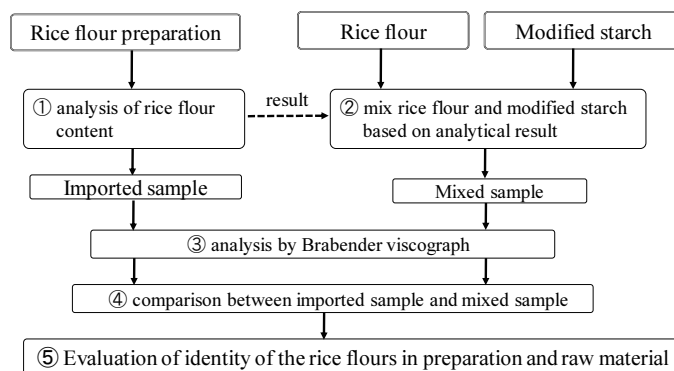 Rice flour preparation
Rice flour
Modified starch
① analysis of rice flour
content
result
② mix rice flour and modified starch
based on analytical result
Imported sample
Mixed sample
③ analysis by Brabender viscograph
④ comparison between imported sample and mixed sample
⑤ Evaluation of identity of the rice flours in preparation and raw material